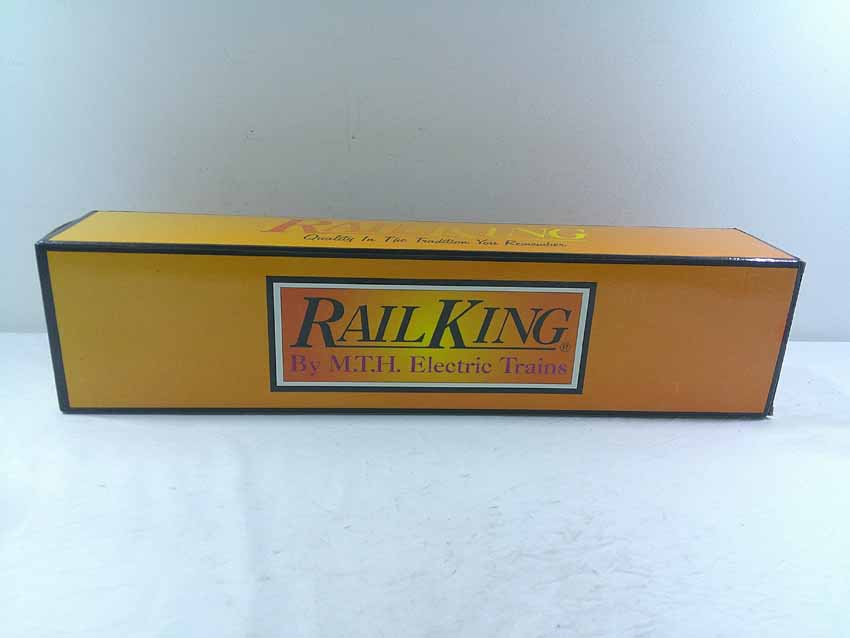 RAILKING
Quality In The Tradition You Remember
RAILKING®
By M.T.H. Electric Trains